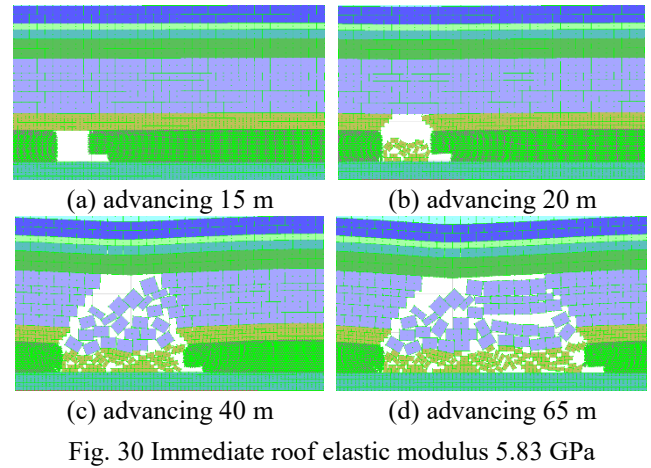 (a) advancing 15 m
(b) advancing 20 m
(c) advancing 40 m
(d) advancing 65 m
Fig. 30 Immediate roof elastic modulus 5.83 GPa